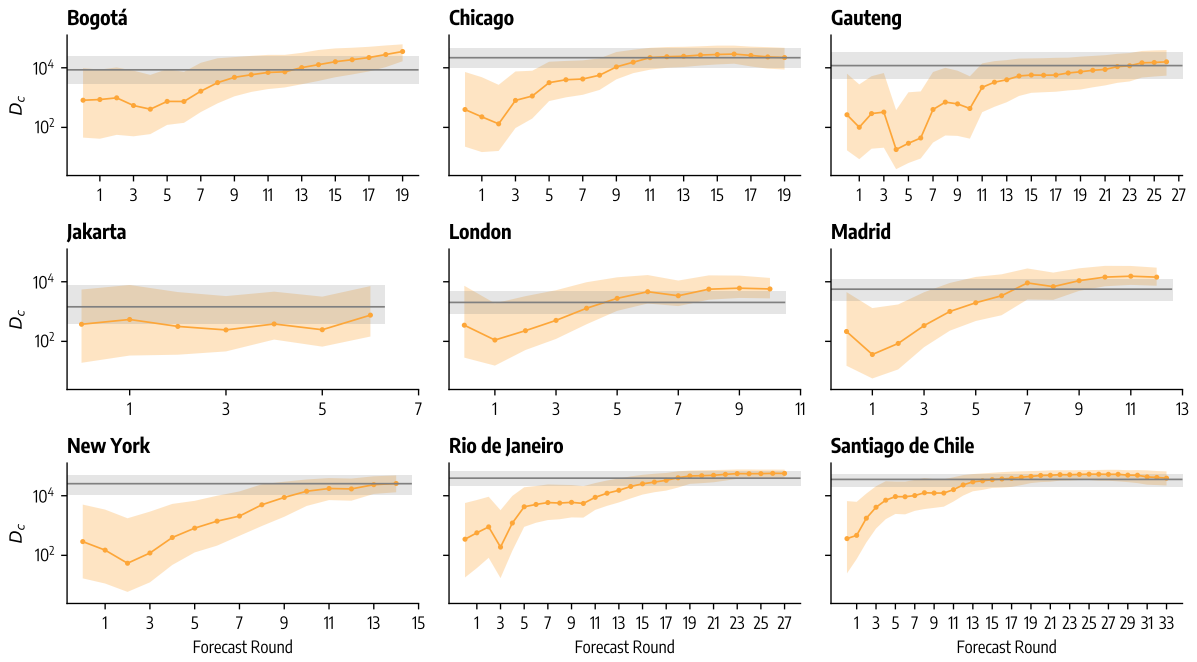 Bogotá Chicago Gauteng
D_c 10^4 10^2
1 3 5 7 9 11 13 15 17 19
1 3 5 7 9 11 13 15 17 19
1 3 5 7 9 11 13 15 17 19 21 23 25 27
Jakarta London Madrid
D_c 10^4 10^2
1 3 5 7
1 3 5 7 9 11
1 3 5 7 9 11 13
New York Rio de Janeiro Santiago de Chile
D_c 10^4 10^2
1 3 5 7 9 11 13 15
1 3 5 7 9 11 13 15 17 19 21 23 25 27
1 3 5 7 9 11 13 15 17 19 21 23 25 27 29 31 33
Forecast Round Forecast Round Forecast Round